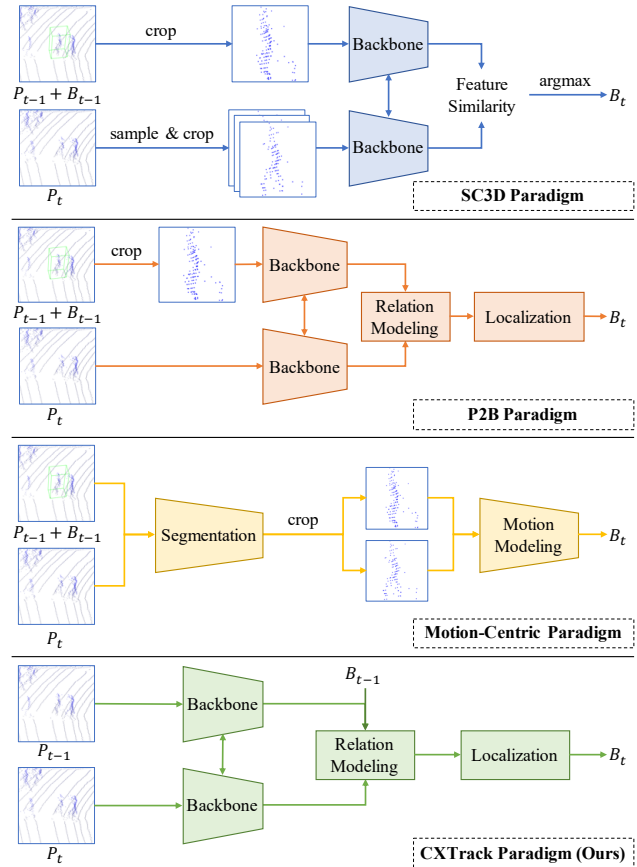 crop
Backbone
P_{t-1} + B_{t-1}
Feature
Similarity
argmax
B_t
sample & crop
Backbone
P_t
SC3D Paradigm
crop
Backbone
P_{t-1} + B_{t-1}
Relation
Modeling
Localization
B_t
Backbone
P_t
P2B Paradigm
P_{t-1} + B_{t-1}
Segmentation
crop
Motion
Modeling
B_t
P_t
Motion-Centric Paradigm
B_{t-1}
Backbone
P_{t-1}
Relation
Modeling
Localization
B_t
Backbone
P_t
CXTrack Paradigm (Ours)